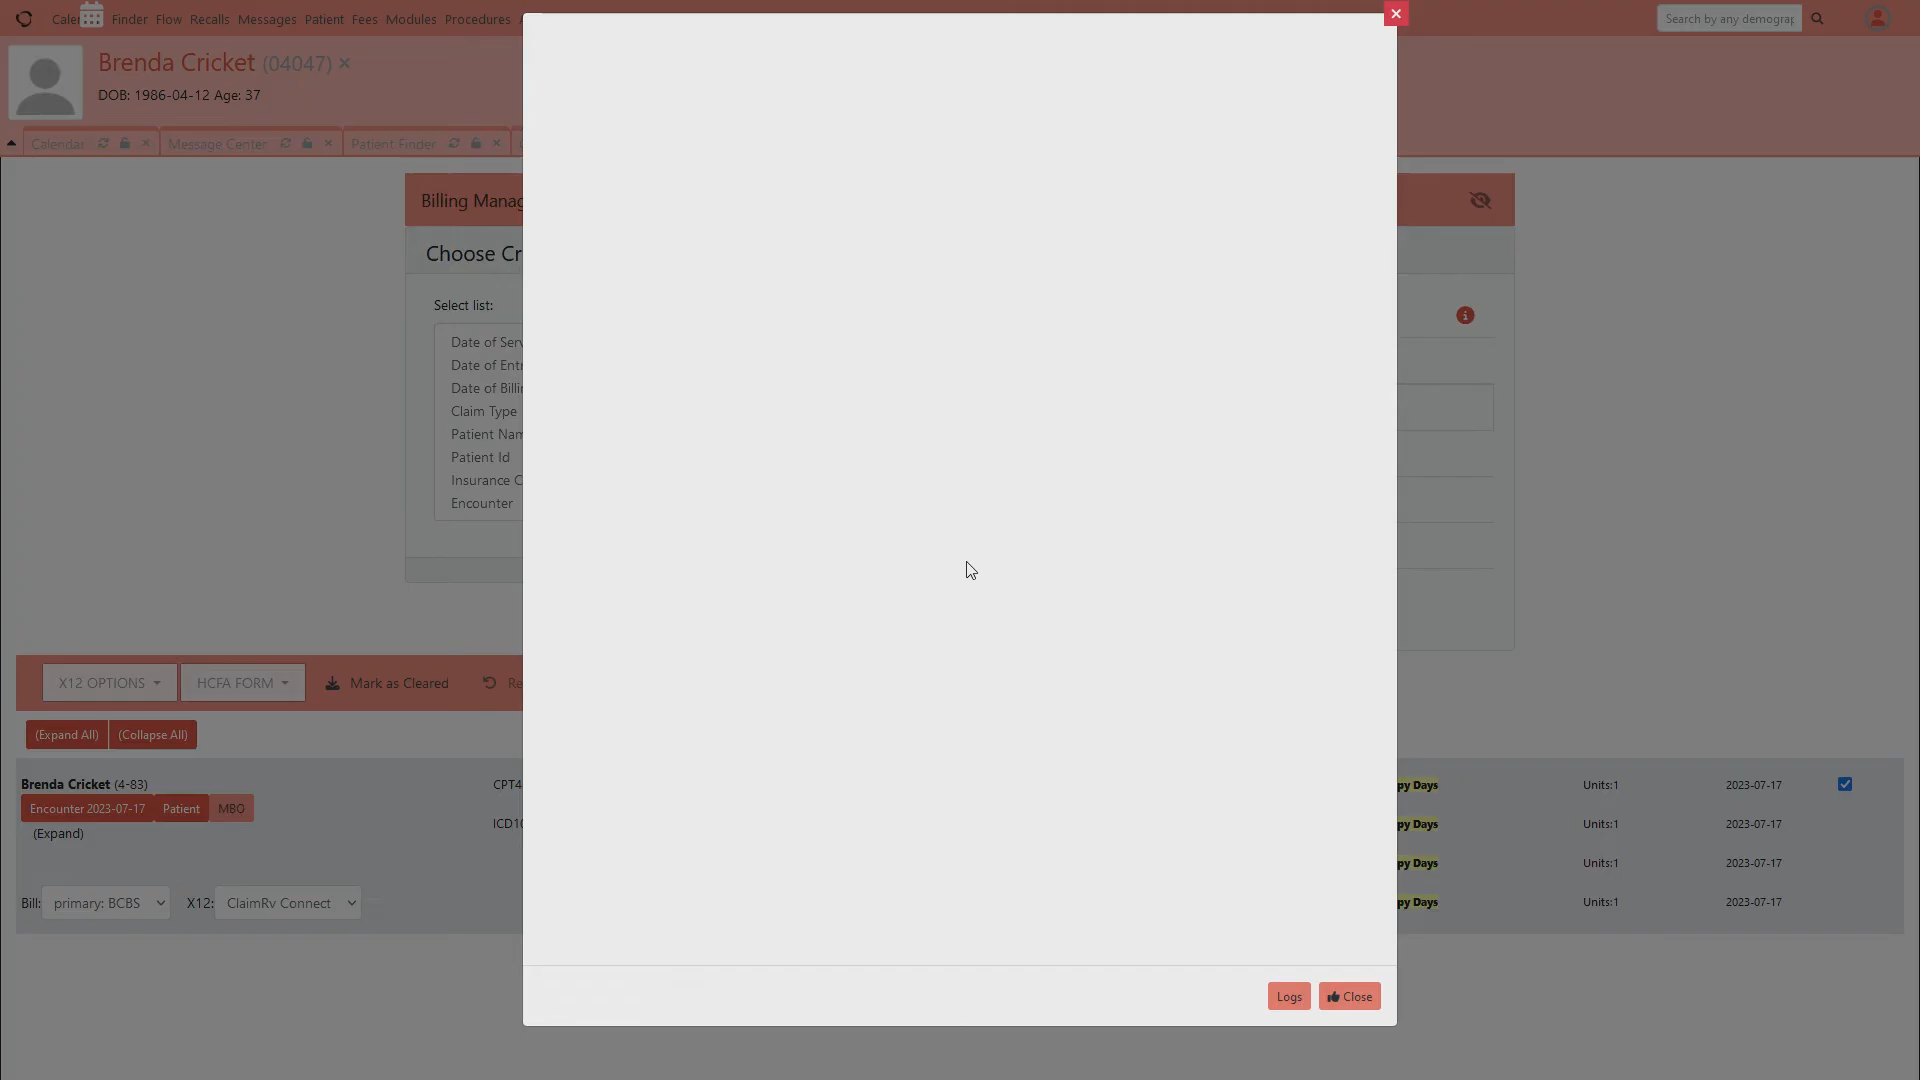 Finder Flow Recalls Messages Patient Fees Modules Procedures
Search by any demograp
Brenda Cricket (04047)
DOB: 1986-04-12 Age: 37
Calendar Message Center Patient Finder
Billing Manag
Choose Cr
Select list:
Date of Serv
Date of Entr
Date of Billin
Claim Type
Patient Nam
Patient Id
Insurance C
Encounter
X12 OPTIONS HCFA FORM Mark as Cleared Re
(Expand All) (Collapse All)
Brenda Cricket (4-83) CPT4 py Days Units:1 2023-07-17
Encounter 2023-07-17 Patient MBO
ICD10 py Days Units:1 2023-07-17
(Expand)
py Days Units:1 2023-07-17
Bill: primary: BCBS X12: ClaimRv Connect py Days Units:1 2023-07-17
Logs Close